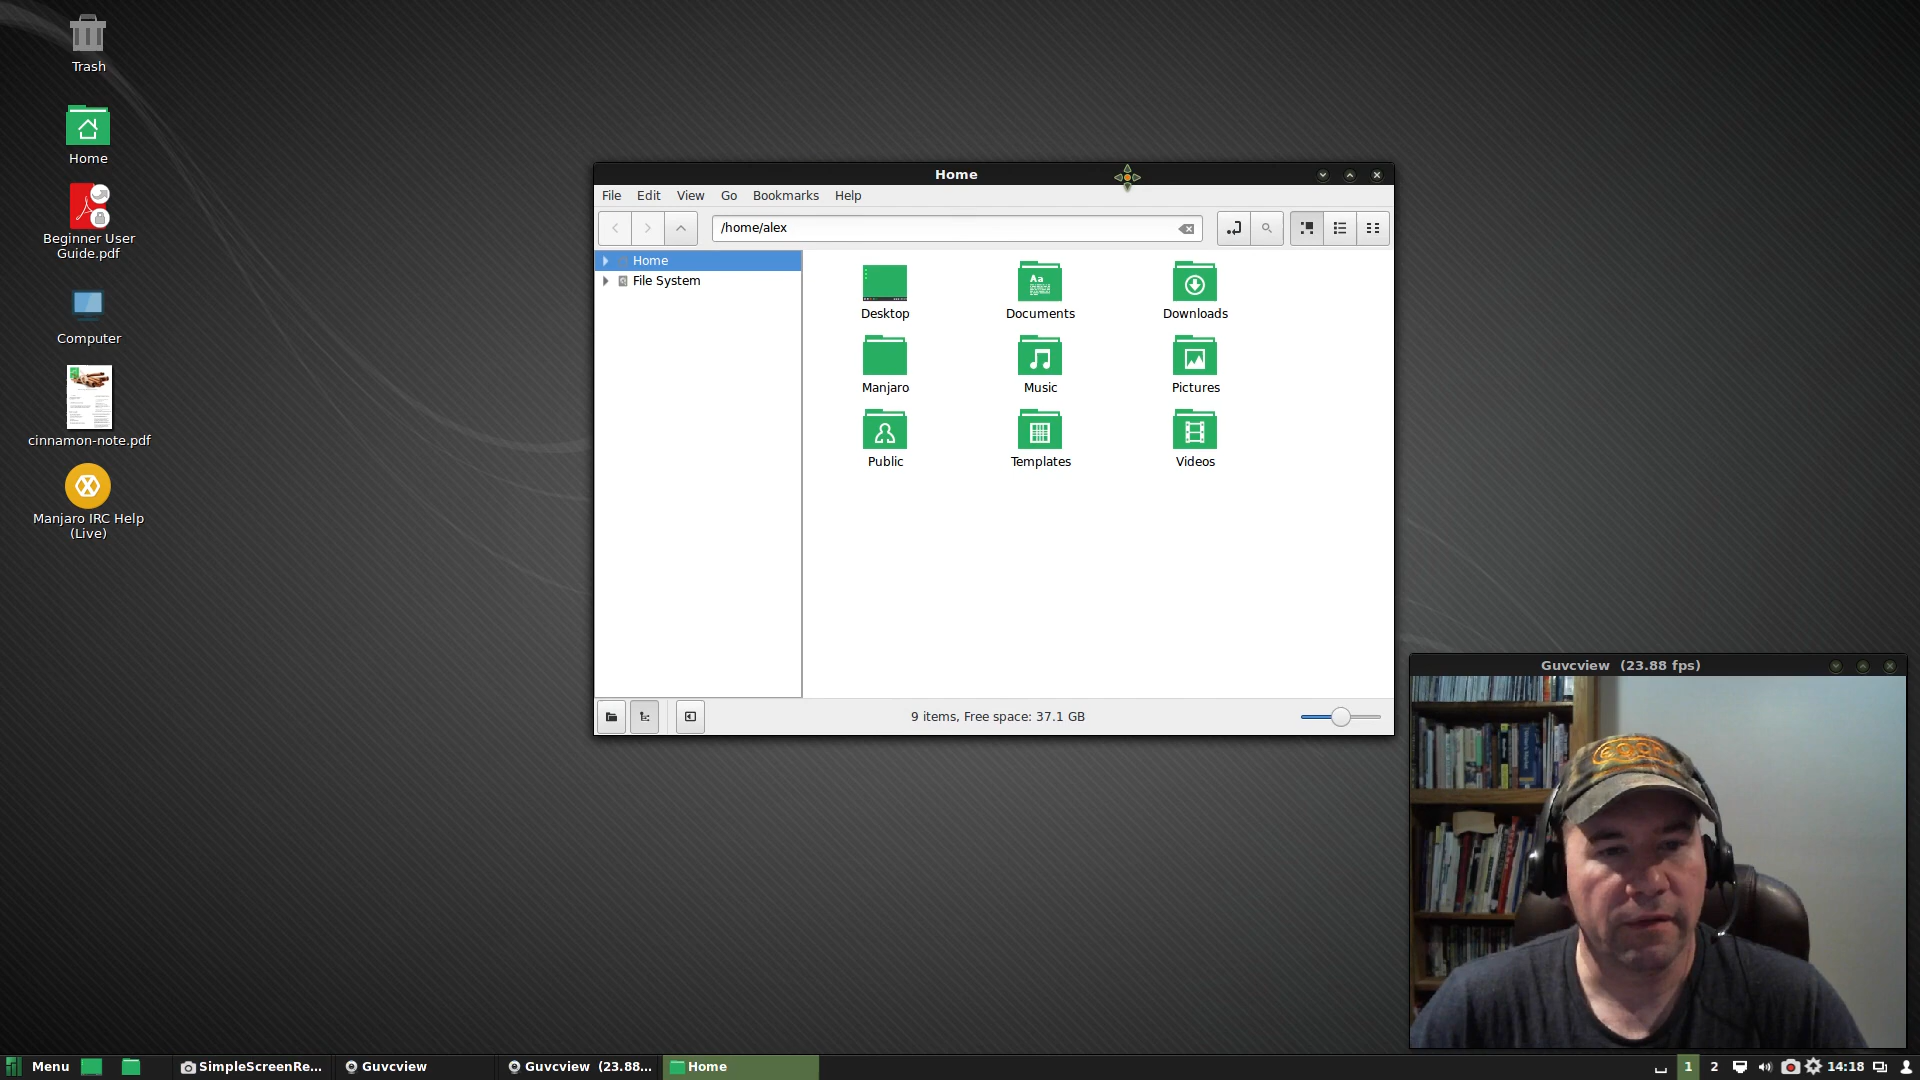 Trash
Home
Beginner User
Guide.pdf
Computer
cinnamon-note.pdf
Manjaro IRC Help
(Live)
Home
File Edit View Go Bookmarks Help
/home/alex
Home
File System
Desktop
Documents
Downloads
Manjaro
Music
Pictures
Public
Templates
Videos
9 items, Free space: 37.1 GB
Guvcview (23.88 fps)
Menu
SimpleScreenRe...
Guvcview
Guvcview (23.88...
Home
1
2
14:18